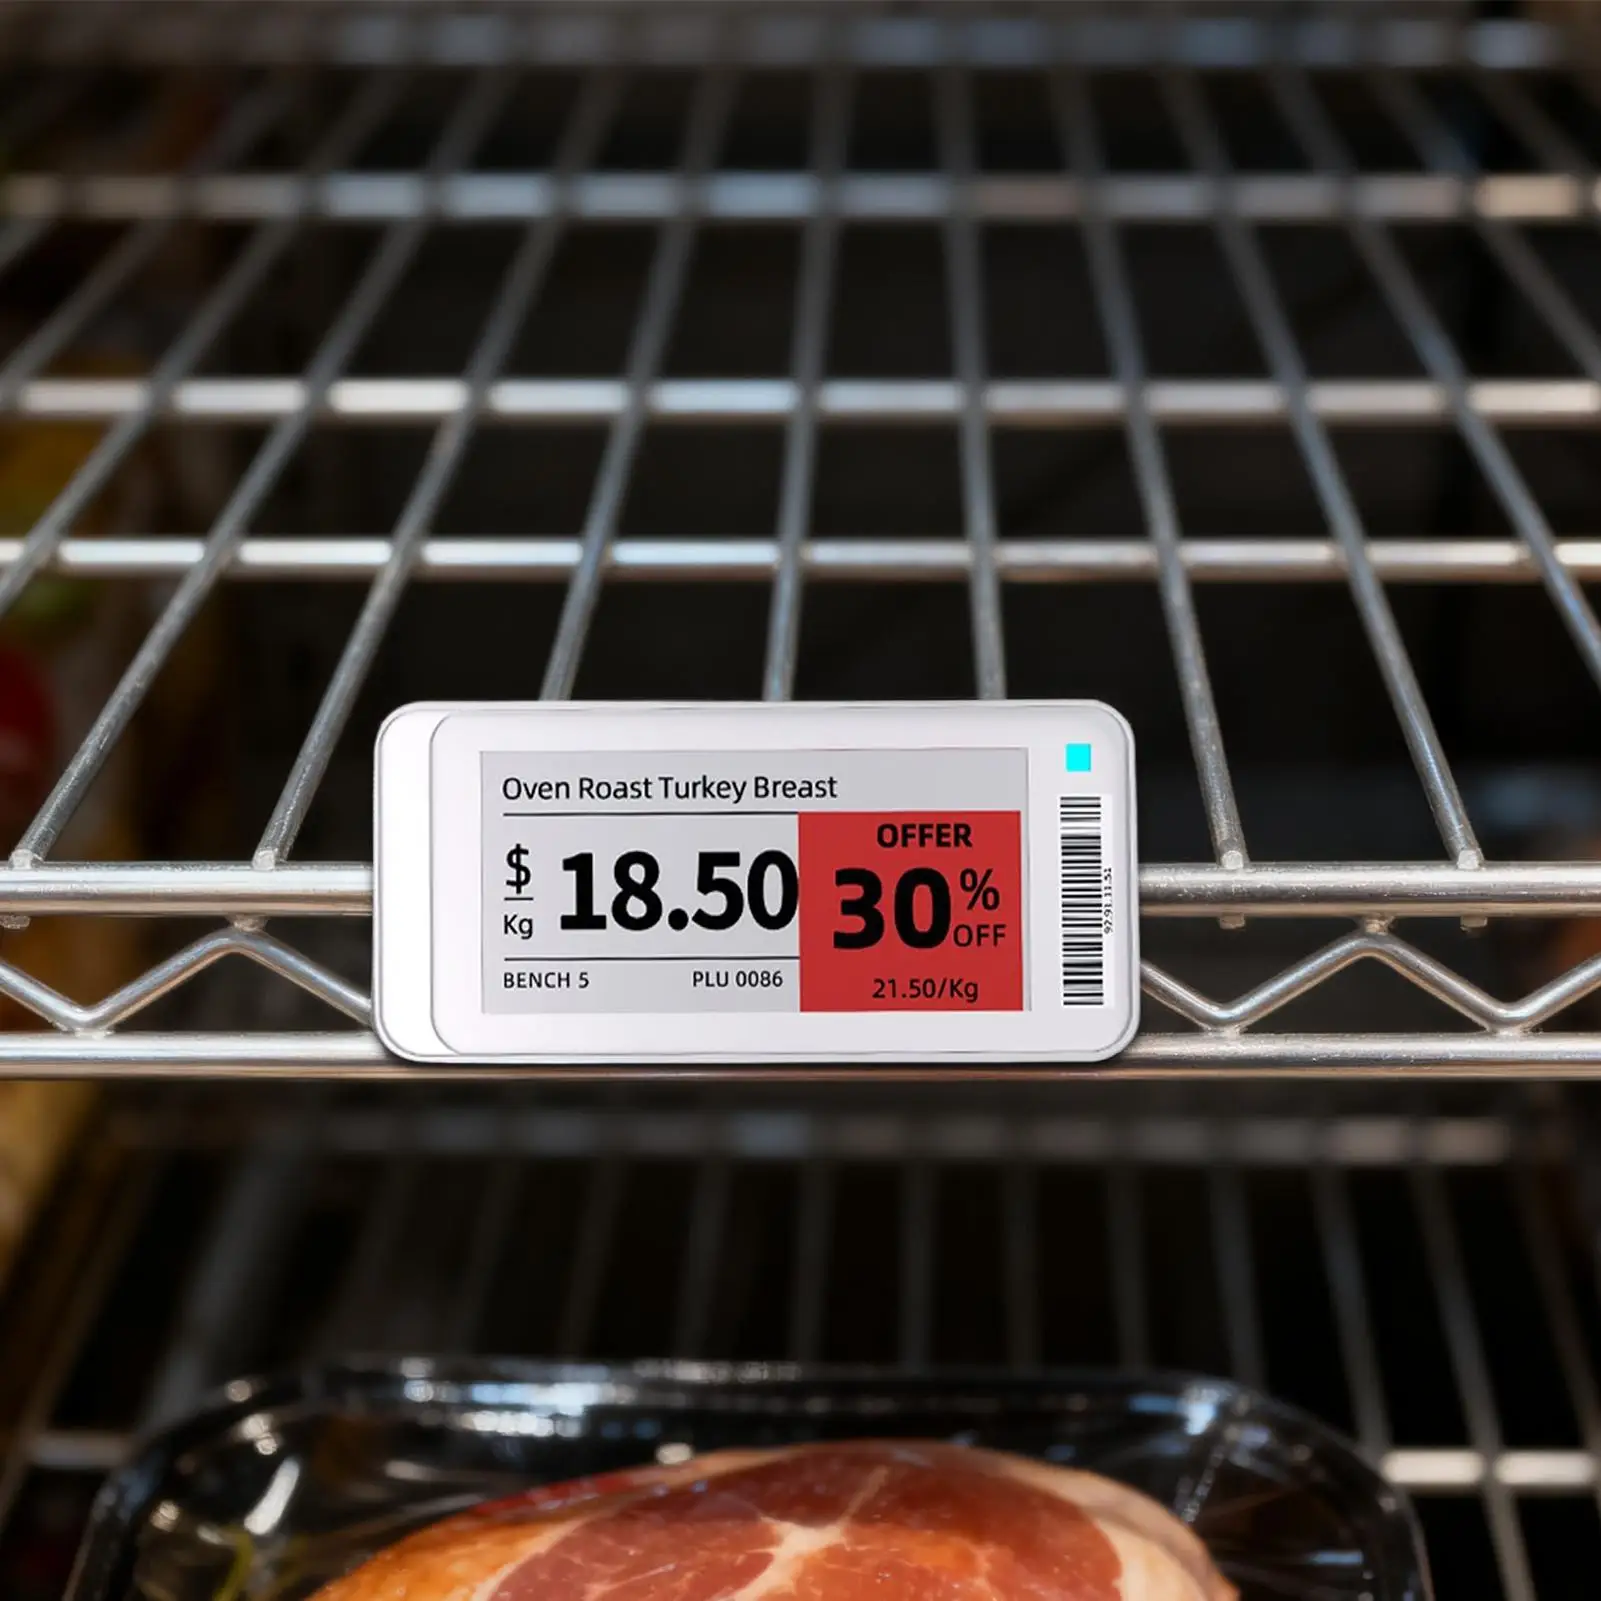 Oven Roast Turkey Breast
$
Kg
18.50
BENCH 5
PLU 0086
OFFER
30%
OFF
21.50/Kg